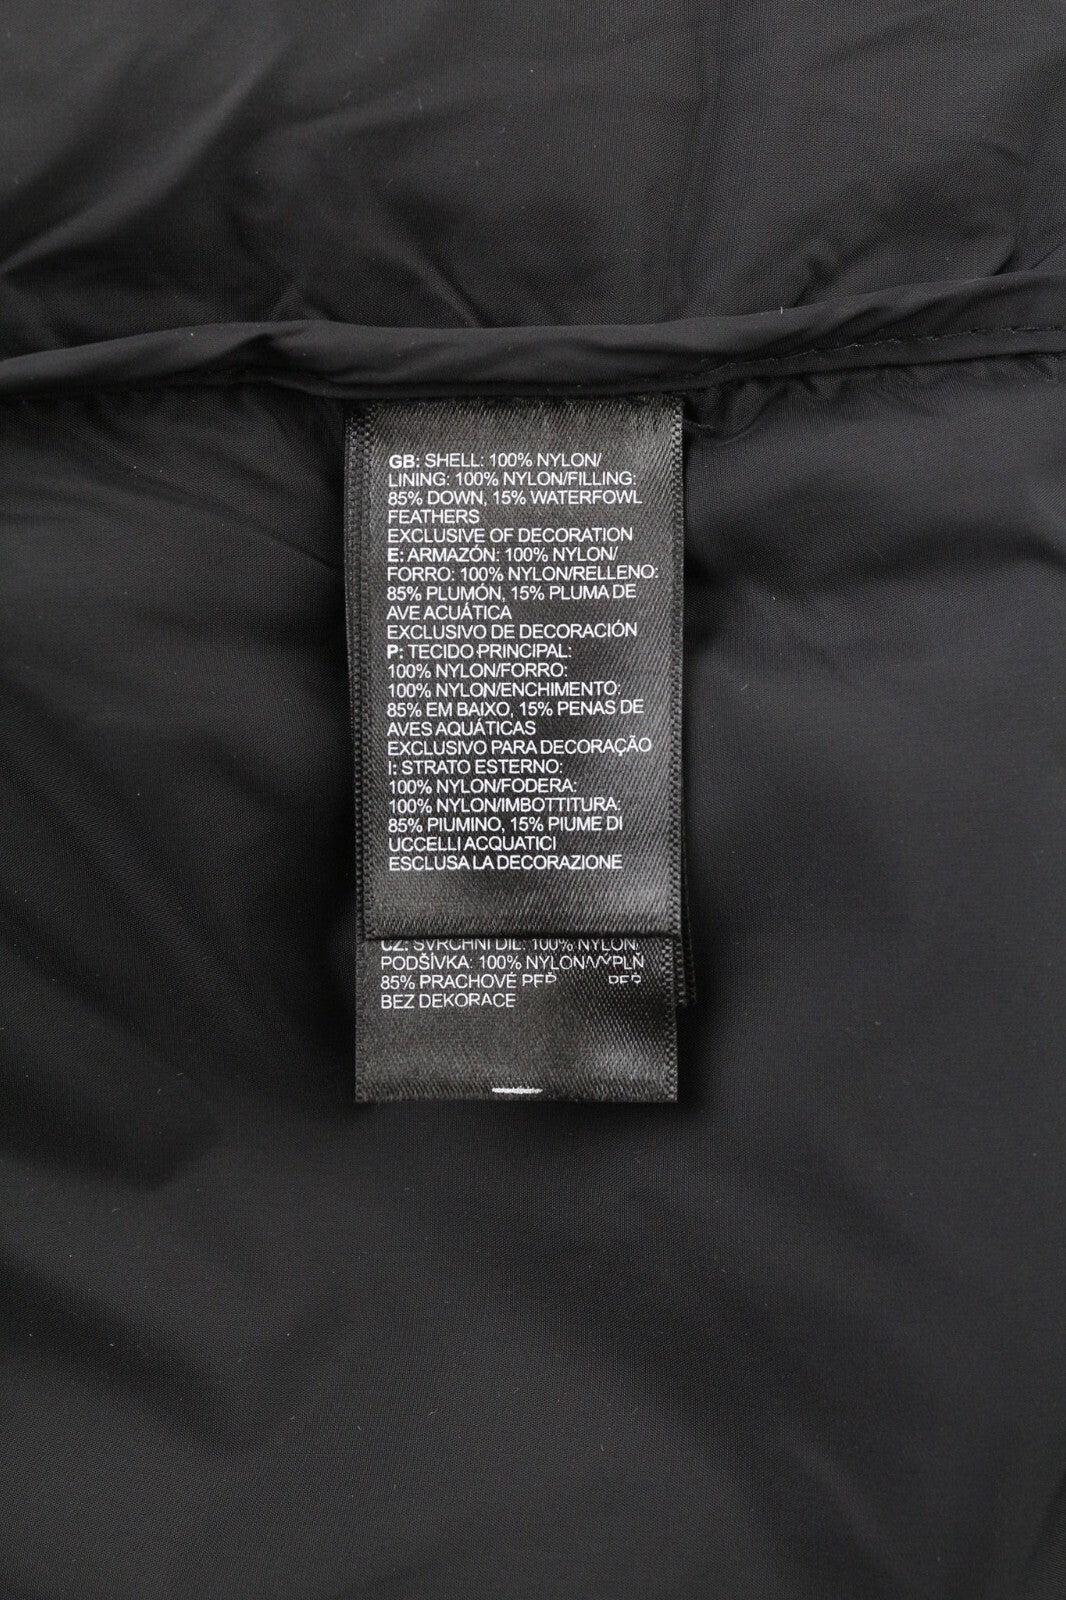 GB: SHELL: 100% NYLON/
LINING: 100% NYLON/FILLING:
85% DOWN, 15% WATERFOWL
FEATHERS
EXCLUSIVE OF DECORATION
E: ARMAZÓN: 100% NYLON/
FORRO: 100% NYLON/RELLENO:
85% PLUMÓN, 15% PLUMA DE
AVE ACUÁTICA
EXCLUSIVO DE DECORACIÓN
P: TECIDO PRINCIPAL:
100% NYLON/FORRO:
100% NYLON/ENCHIMENTO:
85% EM BAIXO, 15% PENAS DE
AVES AQUÁTICAS
EXCLUSIVO PARA DECORAÇÃO
I: STRATO ESTERNO:
100% NYLON/FODERA:
100% NYLON/IMBOTTITURA:
85% PIUMINO, 15% PIUME DI
UCCELLI ACQUATICI
ESCLUSA LA DECORAZIONE
CZ: SVRCHNI DIL: 100% NYLON/
PODŠÍVKA: 100% NYLON/VÝPLŇ
85% PRACHOVÉ
BEZ DEKORACE